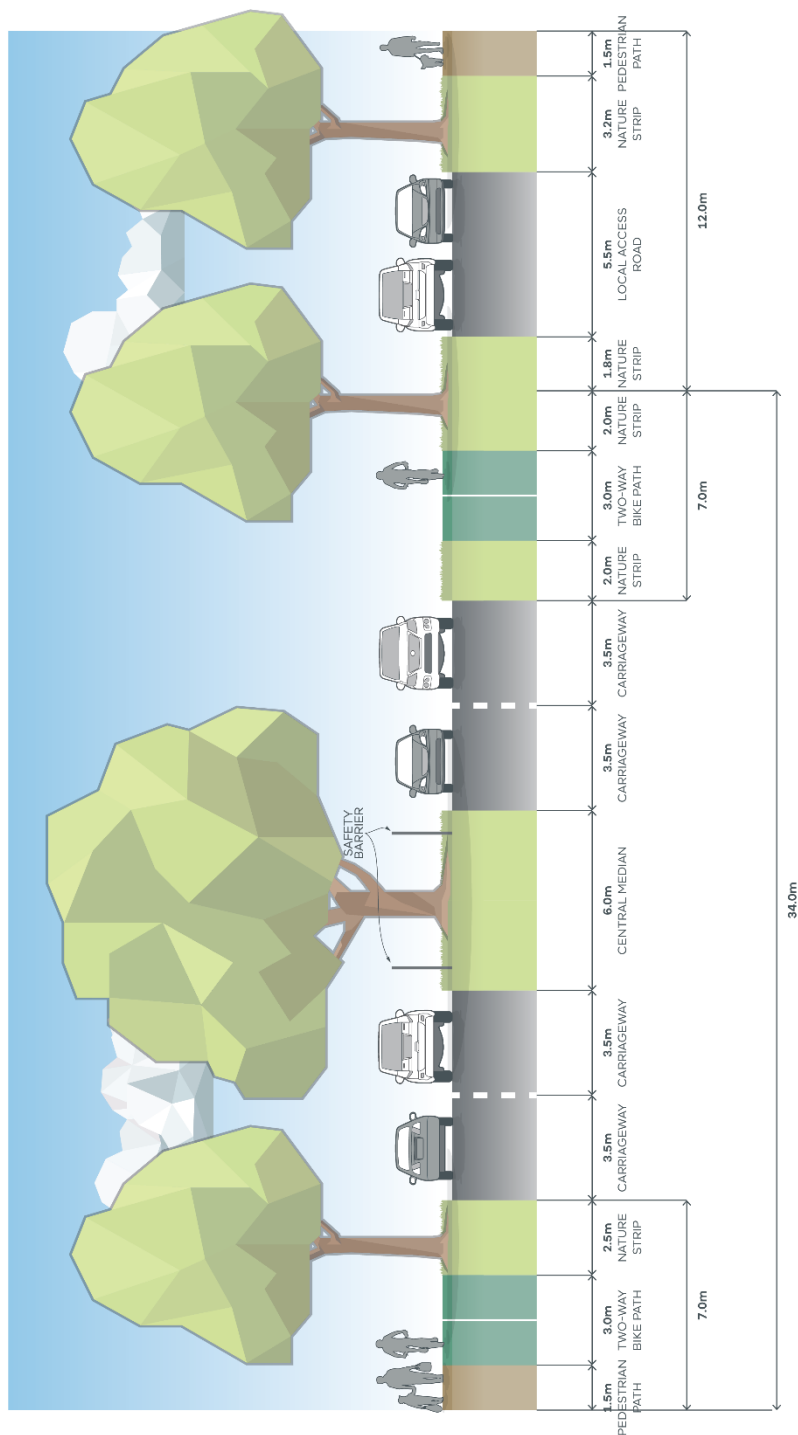 SAFETY
BARRIER
1.5m
PEDESTRIAN
PATH
3.0m
TWO-WAY
BIKE PATH
2.5m
NATURE
STRIP
3.5m
CARRIAGEWAY
3.5m
CARRIAGEWAY
6.0m
CENTRAL MEDIAN
3.5m
CARRIAGEWAY
3.5m
CARRIAGEWAY
2.0m
NATURE
STRIP
3.0m
TWO-WAY
BIKE PATH
2.0m
NATURE
STRIP
1.8m
NATURE
STRIP
5.5m
LOCAL ACCESS
ROAD
3.2m
NATURE
STRIP
1.5m
PEDESTRIAN
PATH
7.0m
7.0m
12.0m
34.0m